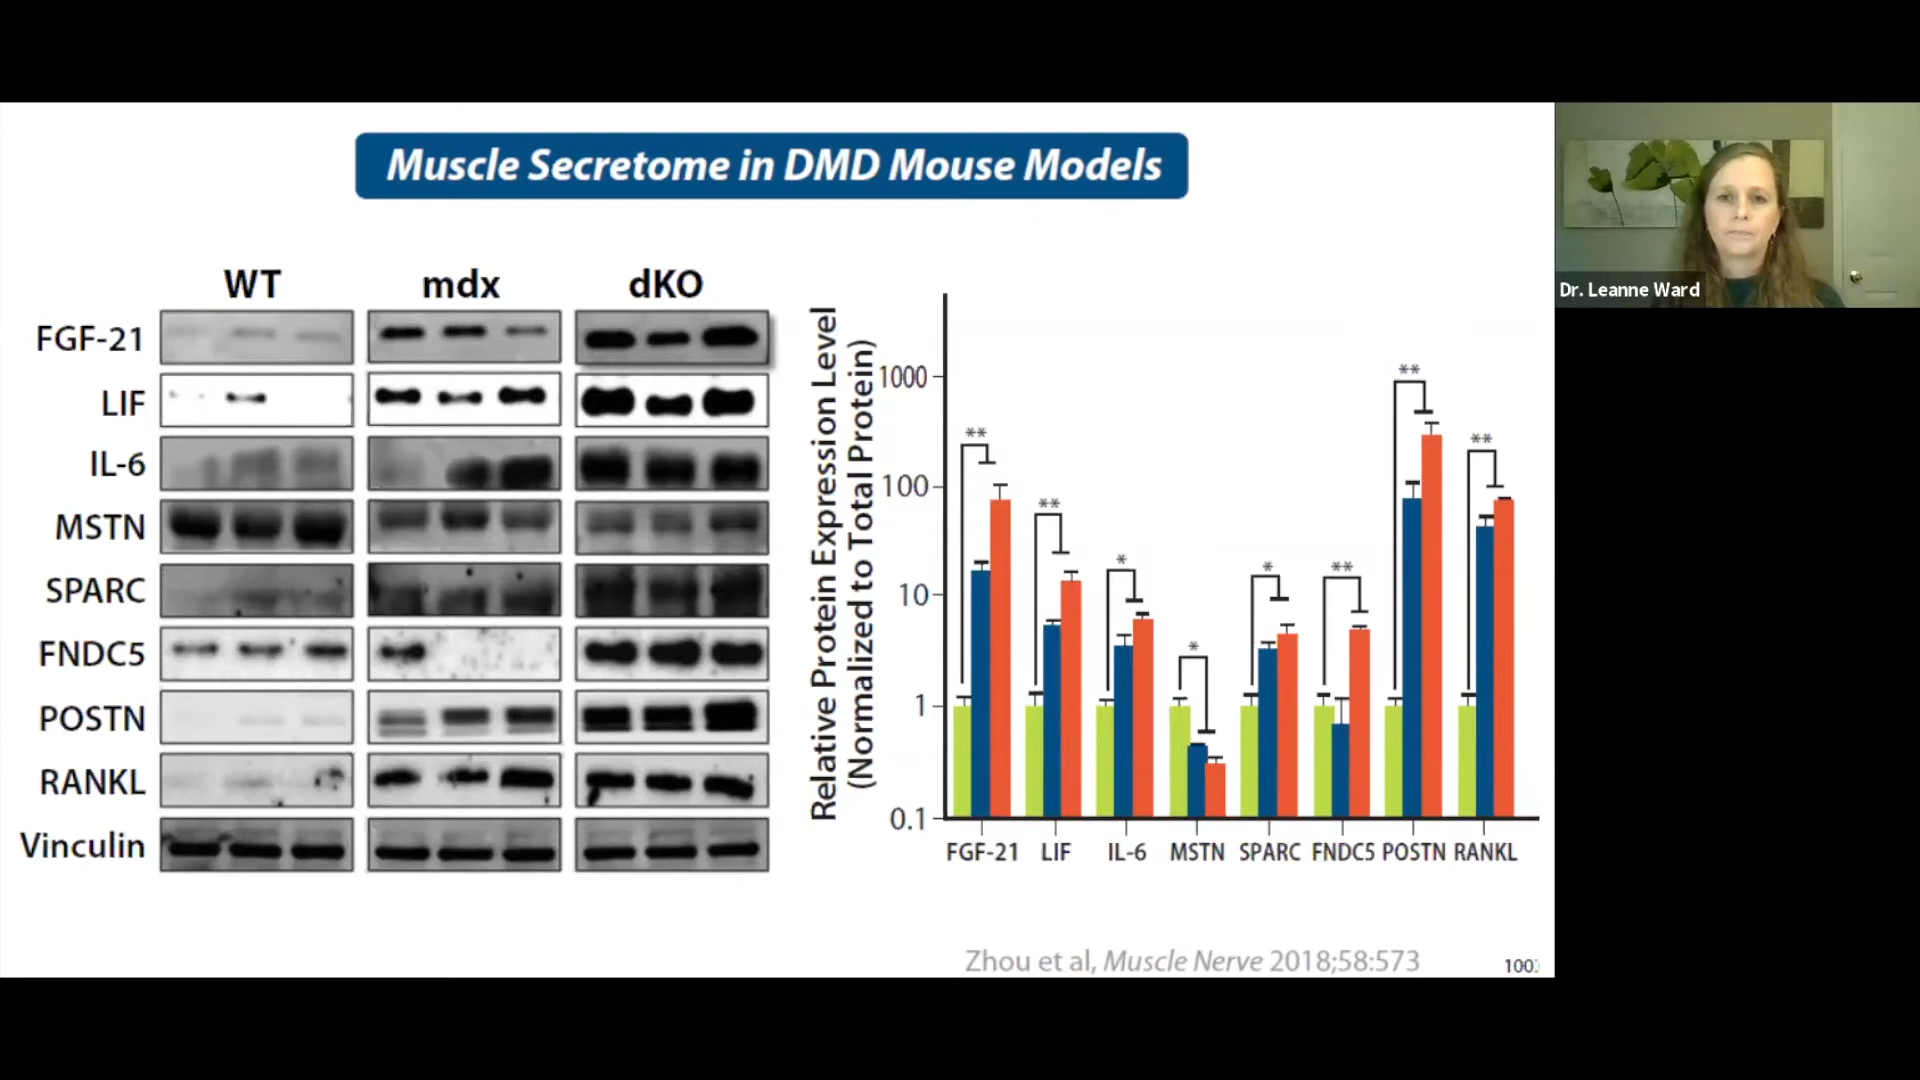 Muscle Secretome in DMD Mouse Models
WT mdx dKO
FGF-21
LIF
IL-6
MSTN
SPARC
FNDC5
POSTN
RANKL
Vinculin
Relative Protein Expression Level
(Normalized to Total Protein)
1000
100
10
1
0.1
** ** * * * ** ** **
FGF-21 LIF IL-6 MSTN SPARC FNDC5 POSTN RANKL
Zhou et al, Muscle Nerve 2018;58:573
100
Dr. Leanne Ward